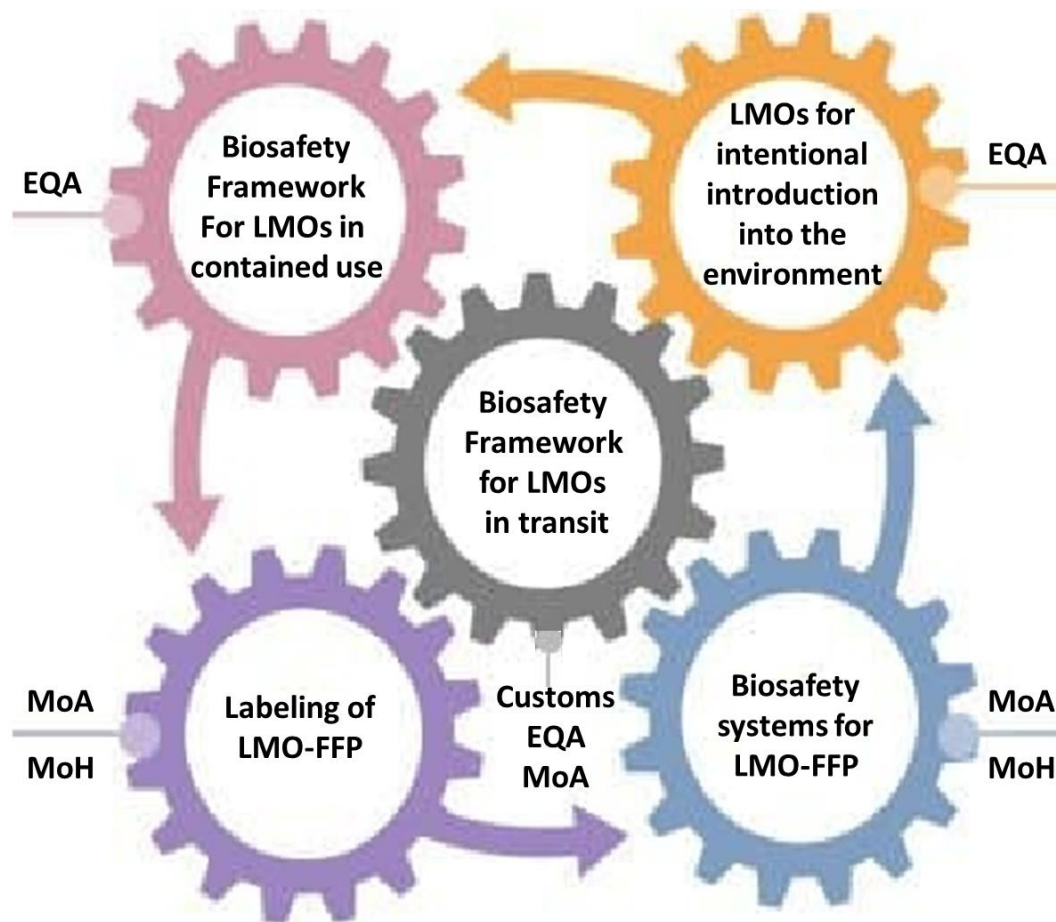 EQA
Biosafety
Framework
For LMOs in
contained use
LMOs for
intentional
introduction
into the
environment
EQA
Biosafety
Framework
for LMOs
in transit
MoA
MoH
Labeling of
LMO-FFP
Customs
EQA
MoA
Biosafety
systems for
LMO-FFP
MoA
MoH